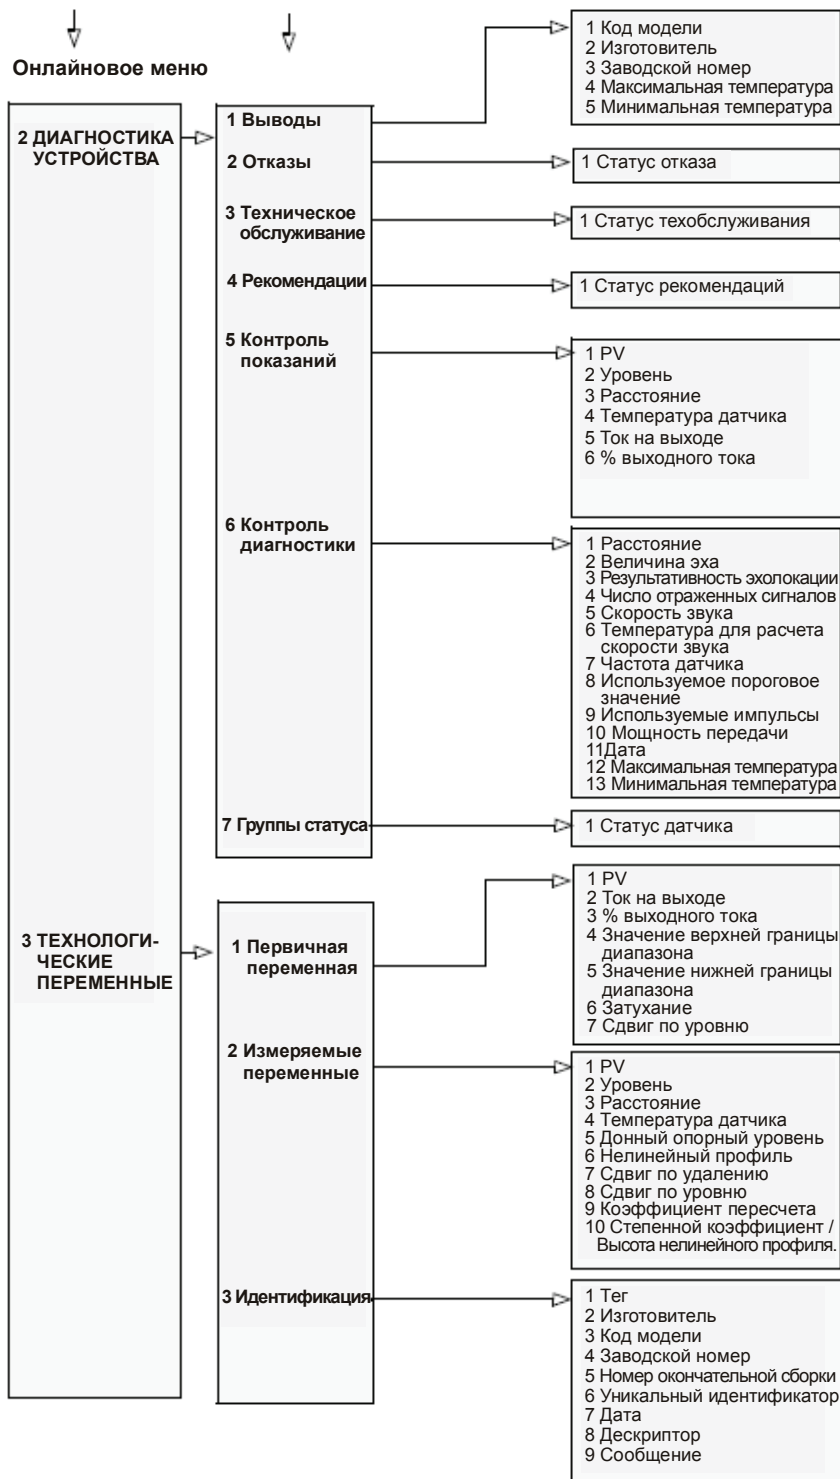 Онлайновое меню
2 ДИАГНОСТИКА
УСТРОЙСТВА
1 Выводы
1 Код модели
2 Изготовитель
3 Заводской номер
4 Максимальная температура
5 Минимальная температура
2 Отказы
1 Статус отказа
3 Техническое
обслуживание
1 Статус техобслуживания
4 Рекомендации
1 Статус рекомендаций
5 Контроль
показаний
1 PV
2 Уровень
3 Расстояние
4 Температура датчика
5 Ток на выходе
6 % выходного тока
6 Контроль
диагностики
1 Расстояние
2 Величина эха
3 Результативность эхолокации
4 Число отраженных сигналов
5 Скорость звука
6 Температура для расчета
скорости звука
7 Частота датчика
8 Используемое пороговое
значение
9 Используемые импульсы
10 Мощность передачи
11Дата
12 Максимальная температура
13 Минимальная температура
7 Группы статуса
1 Статус датчика
3 ТЕХНОЛОГИ-
ЧЕСКИЕ
ПЕРЕМЕННЫЕ
1 Первичная
переменная
1 PV
2 Ток на выходе
3 % выходного тока
4 Значение верхней границы
диапазона
5 Значение нижней границы
диапазона
6 Затухание
7 Сдвиг по уровню
2 Измеряемые
переменные
1 PV
2 Уровень
3 Расстояние
4 Температура датчика
5 Донный опорный уровень
6 Нелинейный профиль
7 Сдвиг по удалению
8 Сдвиг по уровню
9 Коэффициент пересчета
10 Степенной коэффициент /
Высота нелинейного профиля.
3 Идентификация
1 Тег
2 Изготовитель
3 Код модели
4 Заводской номер
5 Номер окончательной сборки
6 Уникальный идентификатор
7 Дата
8 Дескриптор
9 Сообщение